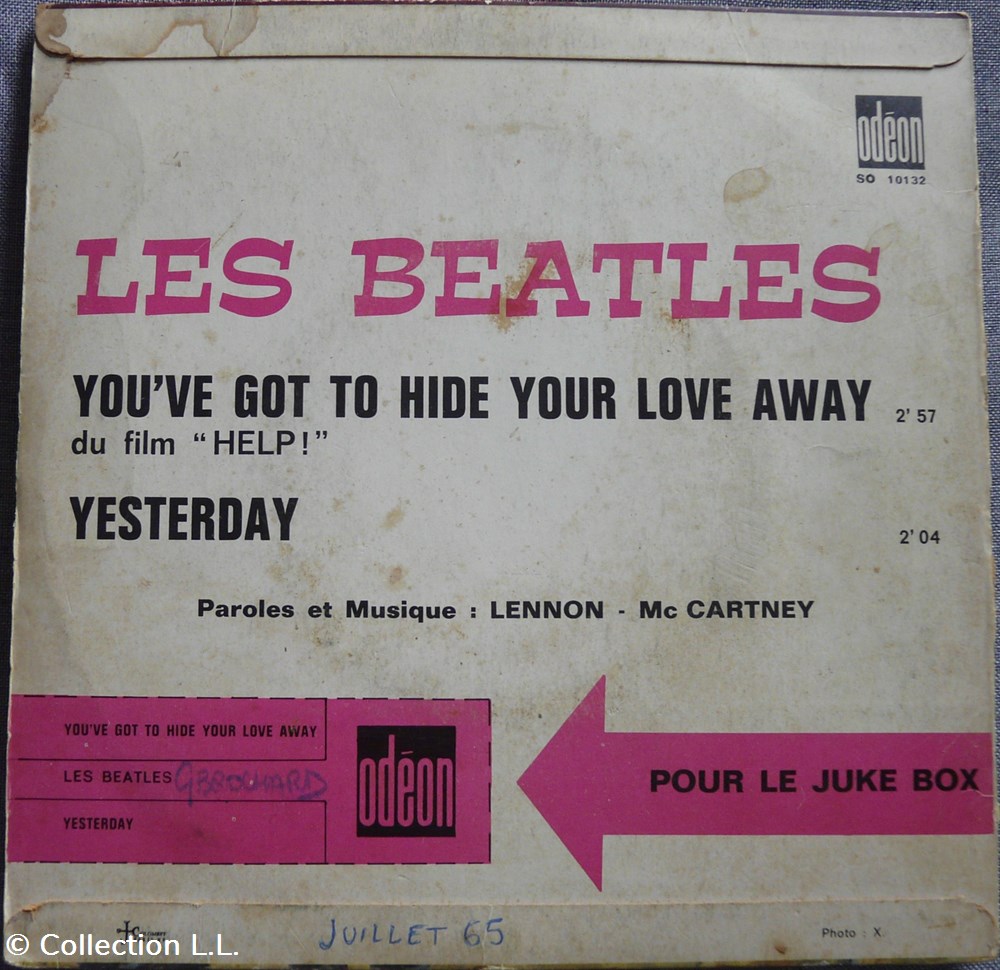 odéon
SO 10132
LES BEATLES
YOU'VE GOT TO HIDE YOUR LOVE AWAY 2' 57
du film “HELP!”
YESTERDAY 2' 04
Paroles et Musique : LENNON - Mc CARTNEY
YOU'VE GOT TO HIDE YOUR LOVE AWAY
LES BEATLES GBROCHARD
YESTERDAY
odéon
POUR LE JUKE BOX
JUILLET 65
Photo : X.
© Collection L.L.